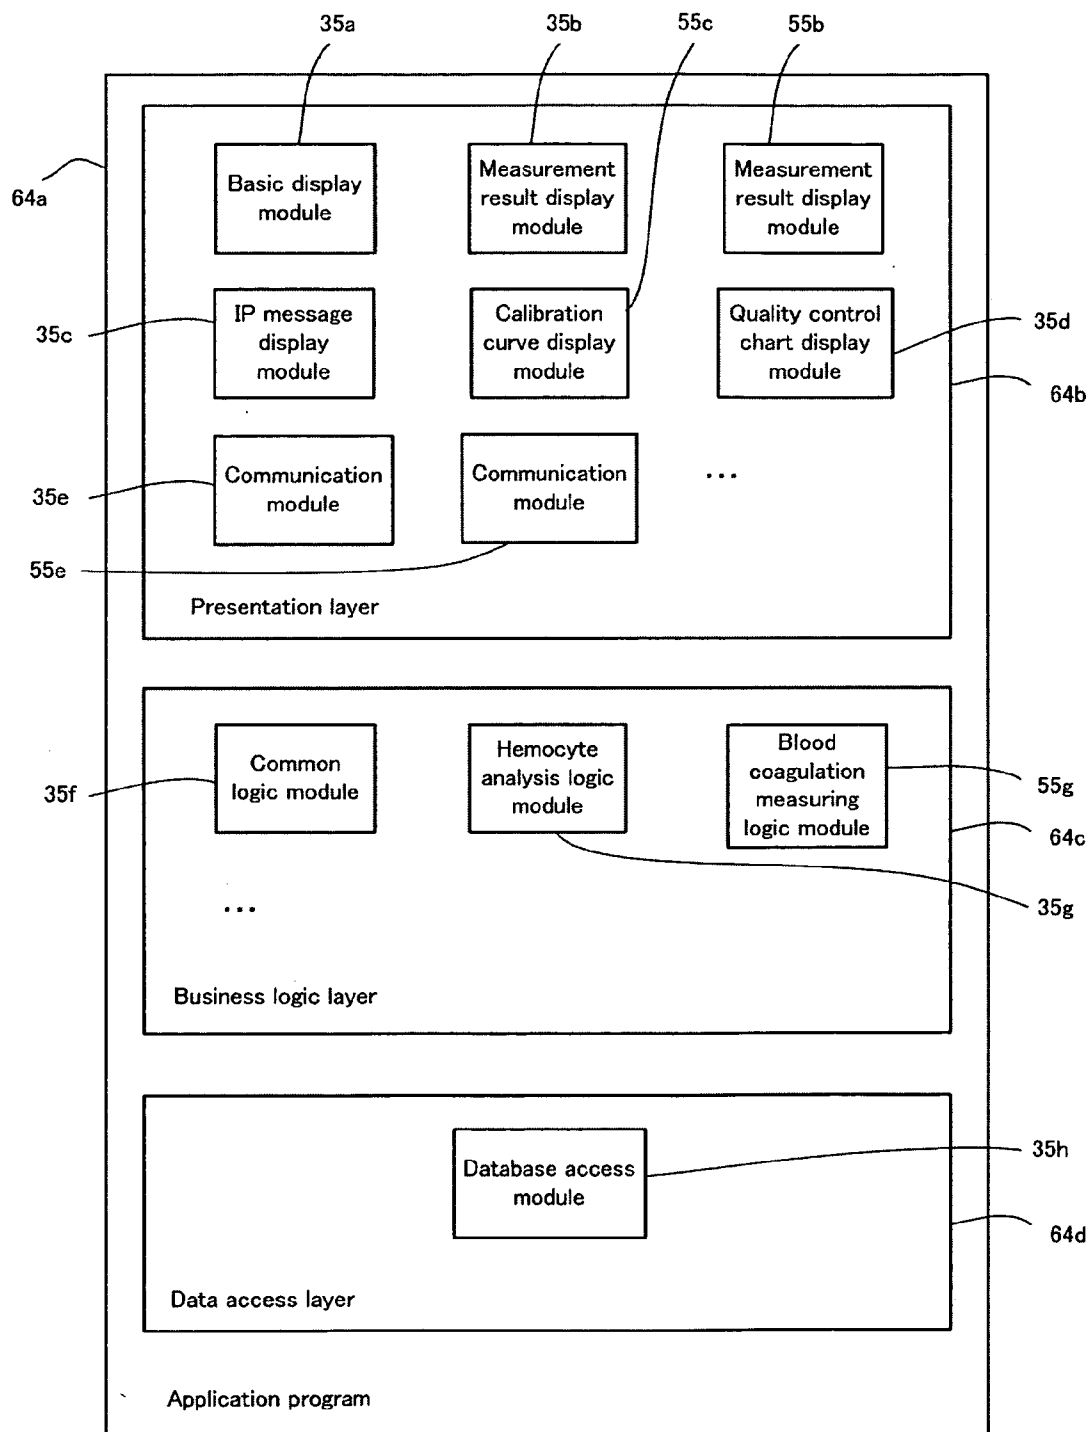 35a
35b
55c
55b
64a
Basic display
module
Measurement
result display
module
Measurement
result display
module
35c
IP message
display
module
Calibration
curve display
module
Quality control
chart display
module
35d
64b
35e
Communication
module
Communication
module
...
55e
Presentation layer
35f
Common
logic module
Hemocyte
analysis logic
module
Blood
coagulation
measuring
logic module
55g
64c
35g
...
Business logic layer
Database access
module
35h
64d
Data access layer
Application program